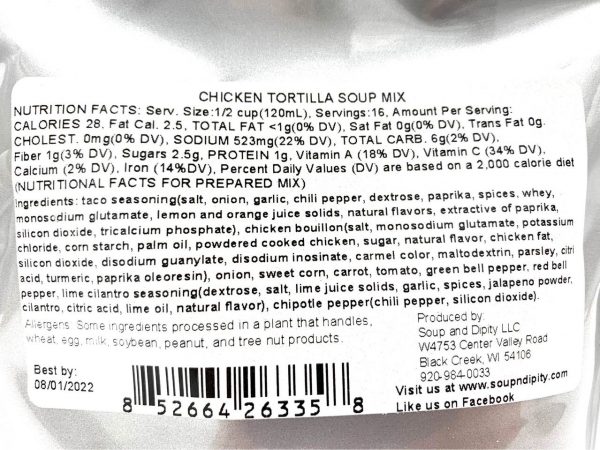 CHICKEN TORTILLA SOUP MIX
NUTRITION FACTS: Serv. Size:1/2 cup(120mL), Servings:16, Amount Per Serving:
CALORIES 28, Fat Cal. 2.5, TOTAL FAT <1g(0% DV), Sat Fat 0g(0% DV), Trans Fat 0g.
CHOLEST. 0mg(0% DV), SODIUM 523mg(22% DV), TOTAL CARB. 6g(2% DV),
Fiber 1g(3% DV), Sugars 2.5g, PROTEIN 1g, Vitamin A (18% DV), Vitamin C (34% DV),
Calcium (2% DV), Iron (14%DV), Percent Daily Values (DV) are based on a 2,000 calorie diet
(NUTRITIONAL FACTS FOR PREPARED MIX)
Ingredients: taco seasoning(salt, onion, garlic, chili pepper, dextrose, paprika, spices, whey,
monosodium glutamate, lemon and orange juice solids, natural flavors, extractive of paprika,
silicon dioxide, tricalcium phosphate), chicken bouillon(salt, monosodium glutamate, potassium
chloride, corn starch, palm oil, powdered cooked chicken, sugar, natural flavor, chicken fat,
silicon dioxide, disodium guanylate, disodium inosinate, carmel color, maltodextrin, parsley, citri
acid, turmeric, paprika oleoresin), onion, sweet corn, carrot, tomato, green bell pepper, red bell
pepper, lime cilantro seasoning(dextrose, salt, lime juice solids, garlic, spices, jalapeno powder,
cilantro, citric acid, lime oil, natural flavor), chipotle pepper(chili pepper, silicon dioxide).
Allergens: Some ingredients processed in a plant that handles,
wheat, egg, milk, soybean, peanut, and tree nut products.
Produced by:
Soup and Dipity LLC
W4753 Center Valley Road
Black Creek, WI 54106
920-984-0033
Visit us at www.soupndipity.com
Like us on Facebook
Best by:
08/01/2022
8 52664 26335 8